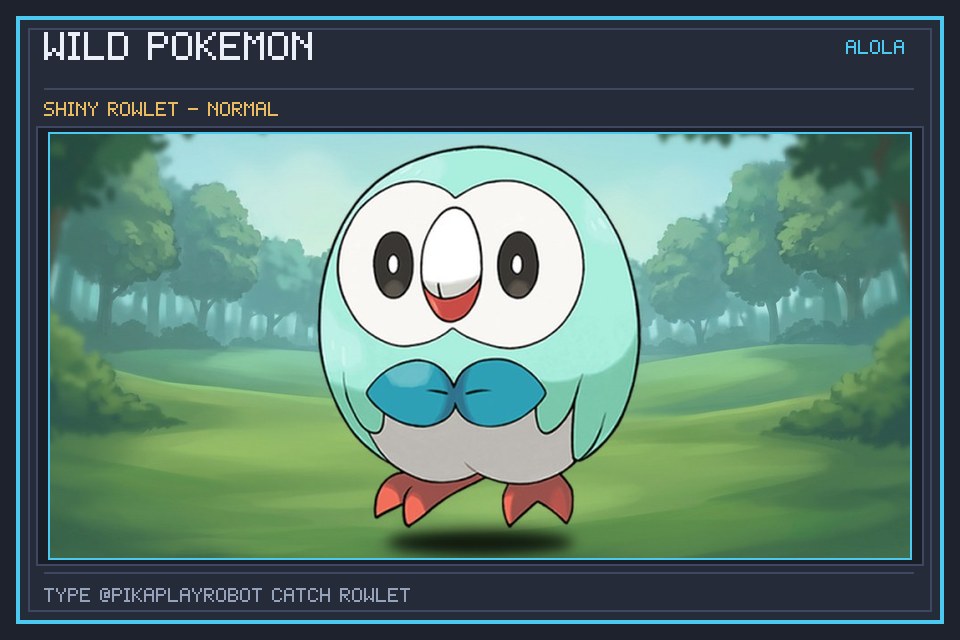 WILD POKEMON
ALOLA
SHINY ROWLET - NORMAL
TYPE @PIKAPLAYROBOT CATCH ROWLET